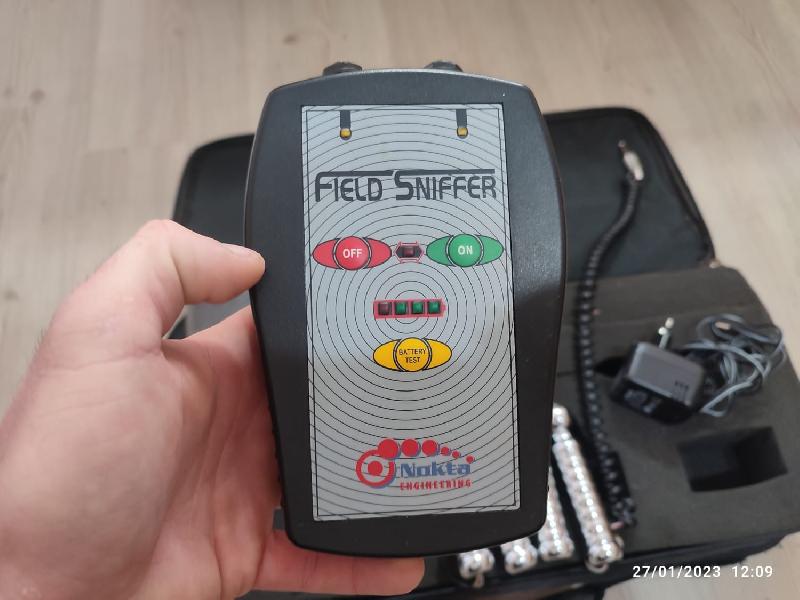 FIELD SNIFFER
OFF
ON
BATTERY
TEST
Nokta
ENGINEERING
27/01/2023 12:09